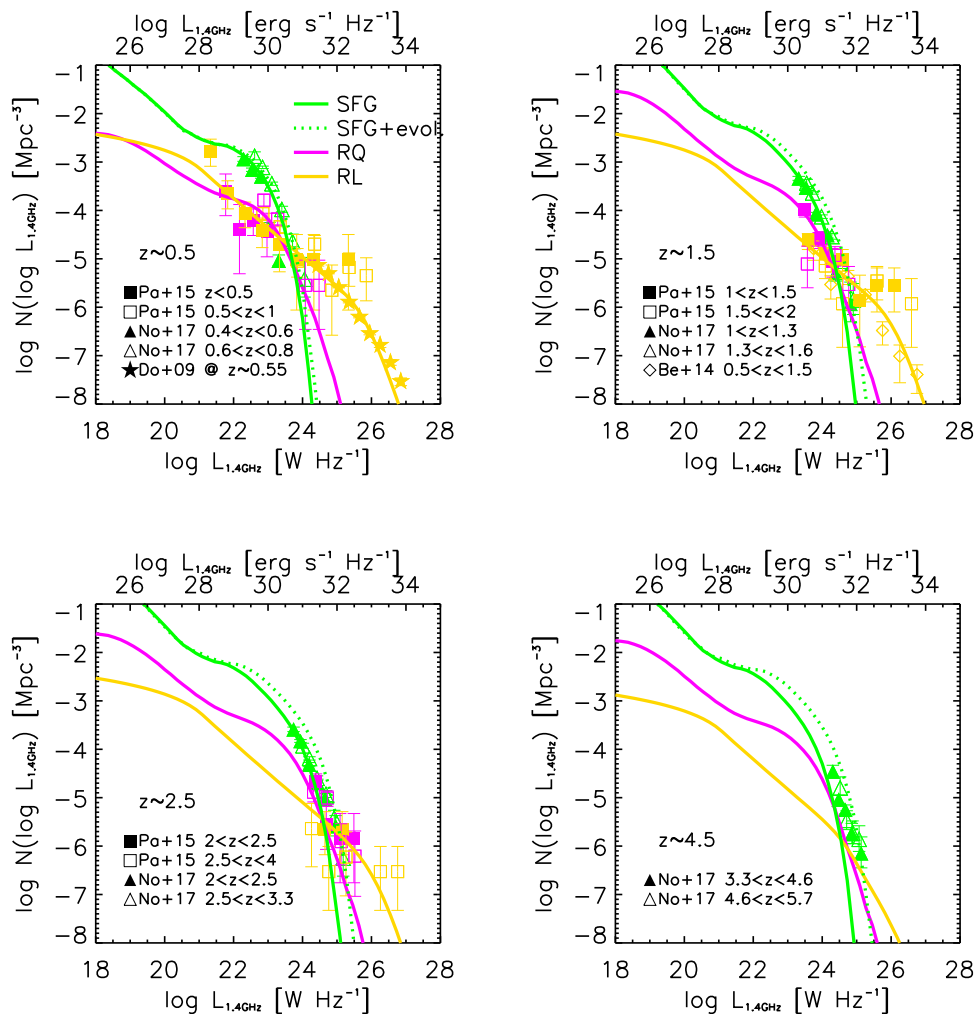 log L1.4GHz [erg s⁻¹ Hz⁻¹]
26 28 30 32 34
log N(log L1.4GHz) [Mpc⁻³]
−1
−2
−3
−4
−5
−6
−7
−8
SFG
SFG+evol
RQ
RL
z~0.5
Pa+15 z<0.5
Pa+15 0.5<z<1
No+17 0.4<z<0.6
No+17 0.6<z<0.8
Do+09 @ z~0.55
18 20 22 24 26 28
log L1.4GHz [W Hz⁻¹]
log L1.4GHz [erg s⁻¹ Hz⁻¹]
26 28 30 32 34
log N(log L1.4GHz) [Mpc⁻³]
−1
−2
−3
−4
−5
−6
−7
−8
z~1.5
Pa+15 1<z<1.5
Pa+15 1.5<z<2
No+17 1<z<1.3
No+17 1.3<z<1.6
Be+14 0.5<z<1.5
18 20 22 24 26 28
log L1.4GHz [W Hz⁻¹]
log L1.4GHz [erg s⁻¹ Hz⁻¹]
26 28 30 32 34
log N(log L1.4GHz) [Mpc⁻³]
−1
−2
−3
−4
−5
−6
−7
−8
z~2.5
Pa+15 2<z<2.5
Pa+15 2.5<z<4
No+17 2<z<2.5
No+17 2.5<z<3.3
18 20 22 24 26 28
log L1.4GHz [W Hz⁻¹]
log L1.4GHz [erg s⁻¹ Hz⁻¹]
26 28 30 32 34
log N(log L1.4GHz) [Mpc⁻³]
−1
−2
−3
−4
−5
−6
−7
−8
z~4.5
No+17 3.3<z<4.6
No+17 4.6<z<5.7
18 20 22 24 26 28
log L1.4GHz [W Hz⁻¹]